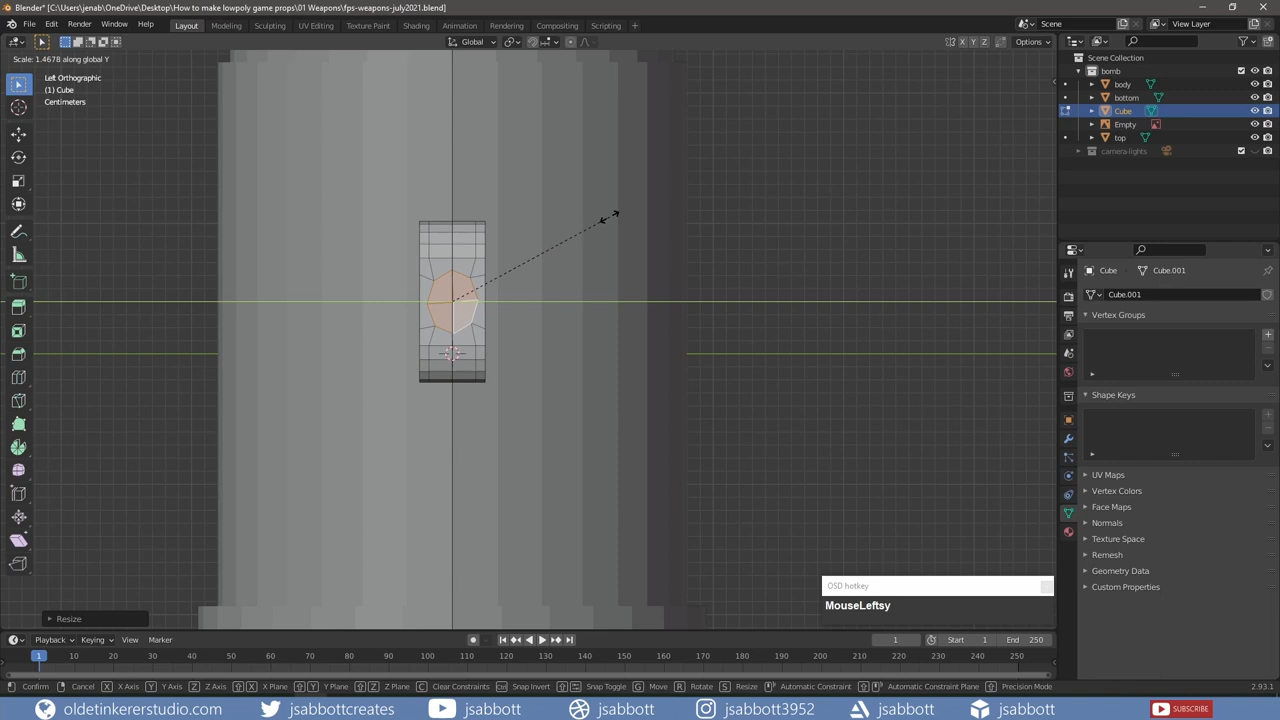 Blender* [C:\Users\jenab\OneDrive\Desktop\How to make lowpoly game props\01 Weapons\fps-weapons-july2021.blend]
File Edit Render Window Help Layout Modeling Sculpting UV Editing Texture Paint Shading Animation Rendering Compositing Scripting Scene View Layer
Global X Y Z Options
Scale: 1.4678 along global Y
Left Orthographic
(1) Cube
Centimeters
Scene Collection
bomb
body
bottom
Cube
Empty
top
camera-lights
Cube Cube.001
Cube.001
Vertex Groups
Shape Keys
UV Maps
Vertex Colors
Face Maps
Normals
Texture Space
Remesh
Geometry Data
Custom Properties
OSD hotkey
MouseLeftsy
Resize
Playback Keying View Marker 1 Start 1 End 250
1 10 20 30 40 50 60 70 80 90 100 110 120 130 140 150 160 170 180 190 200 210 220 230 240 250
Confirm Cancel X X Axis Y Y Axis Z Z Axis X X Plane Y Y Plane Z Z Plane C Clear Constraints Ctrl Snap Invert Snap Toggle G Move R Rotate S Resize Automatic Constraint Automatic Constraint Plane Precision Mode 2.93.1
oldetinkererstudio.com jsabbottcreates jsabbott jsabbott jsabbott3952 jsabbott jsabbott SUBSCRIBE